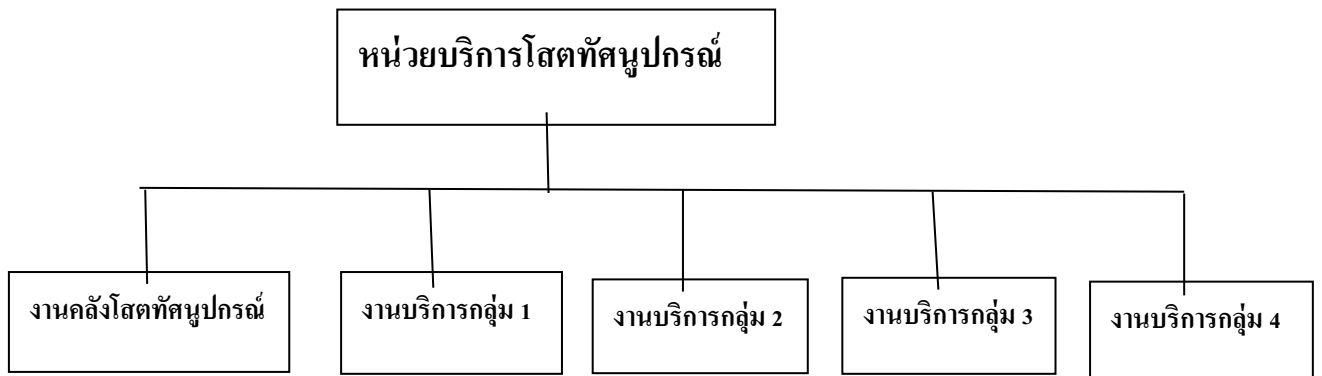 หน่วยบริการโสตทัศนูปกรณ์
งานคลังโสตทัศนูปกรณ์
งานบริการกลุ่ม 1
งานบริการกลุ่ม 2
งานบริการกลุ่ม 3
งานบริการกลุ่ม 4